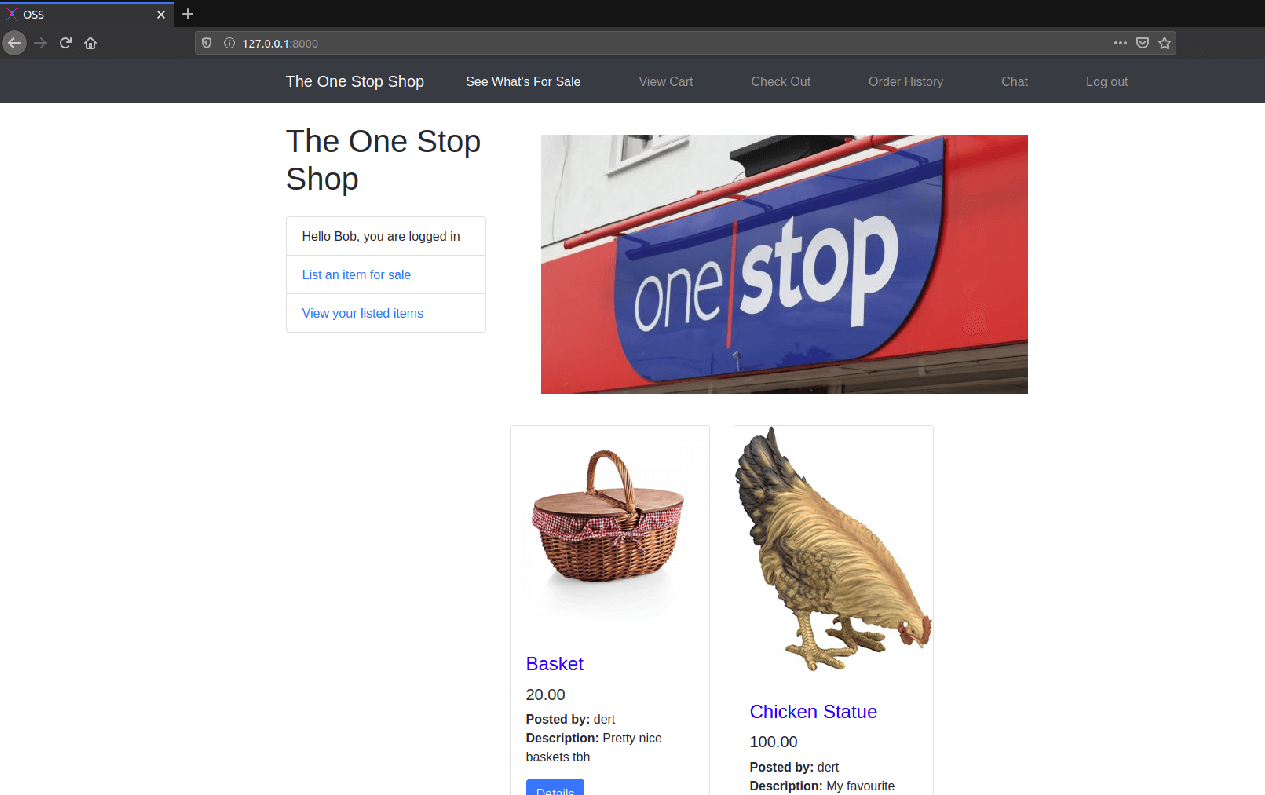 OSS
127.0.0.1:8000
The One Stop Shop See What's For Sale View Cart Check Out Order History Chat Log out
The One Stop
Shop
Hello Bob, you are logged in
List an item for sale
View your listed items
one stop
Basket
20.00
Posted by: dert
Description: Pretty nice
baskets tbh
Details
Chicken Statue
100.00
Posted by: dert
Description: My favourite